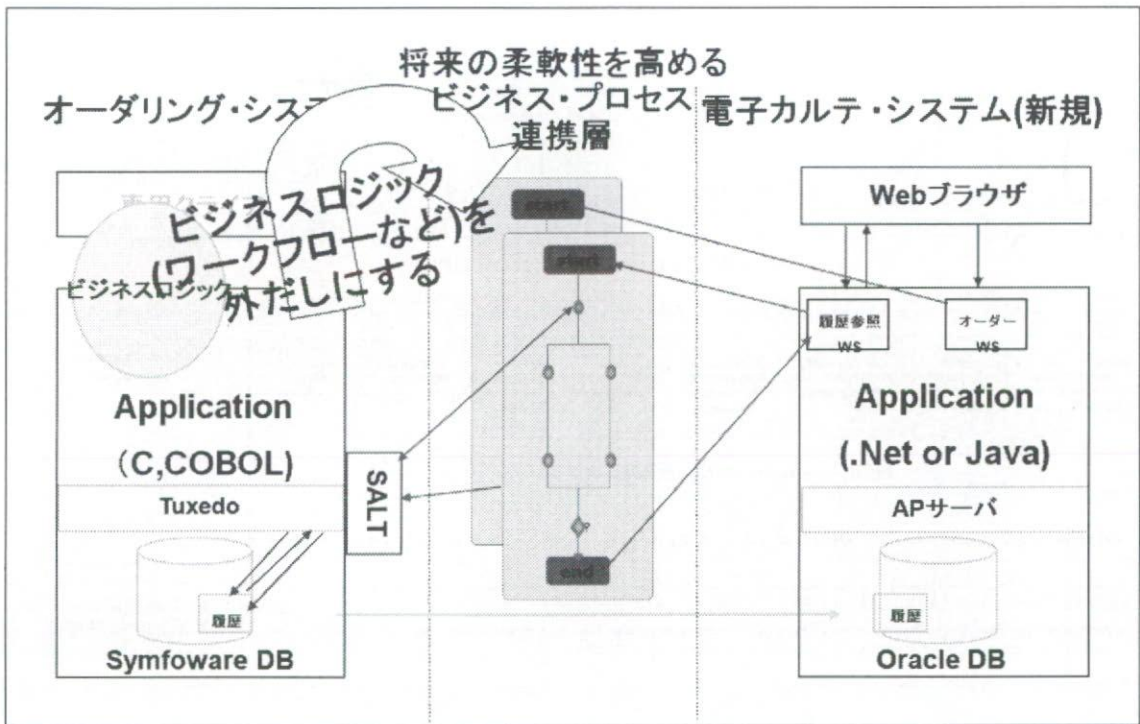 将来の柔軟性を高める
ビジネス・プロセス
連携層
オーダリング・システ
電子カルテ・システム(新規)
ビジネスロジック
(ワークフローなど)を
外だしにする
ビジネスロジック
Application
(C,COBOL)
Tuxedo
SALT
履歴
Symfoware DB
start
start
?
end
Webブラウザ
履歴参照
WS
オーダー
WS
Application
(.Net or Java)
APサーバ
履歴
Oracle DB